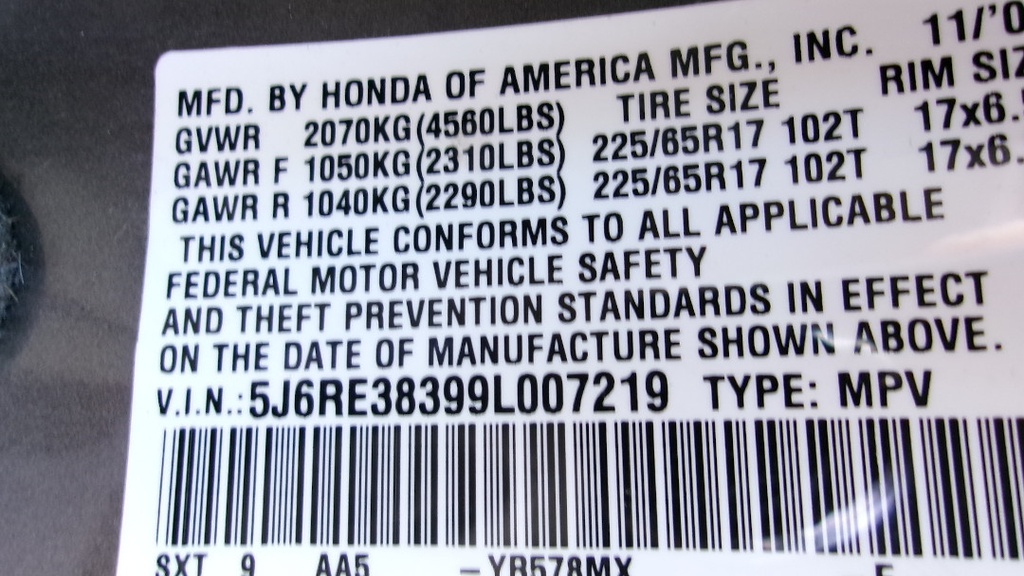 MFD. BY HONDA OF AMERICA MFG., INC. 11/'0
GVWR 2070KG(4560LBS) TIRE SIZE RIM SIZ
GAWR F 1050KG(2310LBS) 225/65R17 102T 17x6.
GAWR R 1040KG(2290LBS) 225/65R17 102T 17x6.
THIS VEHICLE CONFORMS TO ALL APPLICABLE
FEDERAL MOTOR VEHICLE SAFETY
AND THEFT PREVENTION STANDARDS IN EFFECT
ON THE DATE OF MANUFACTURE SHOWN ABOVE.
V.I.N.:5J6RE38399L007219 TYPE: MPV
SXT 9 AA5 -YR578MX